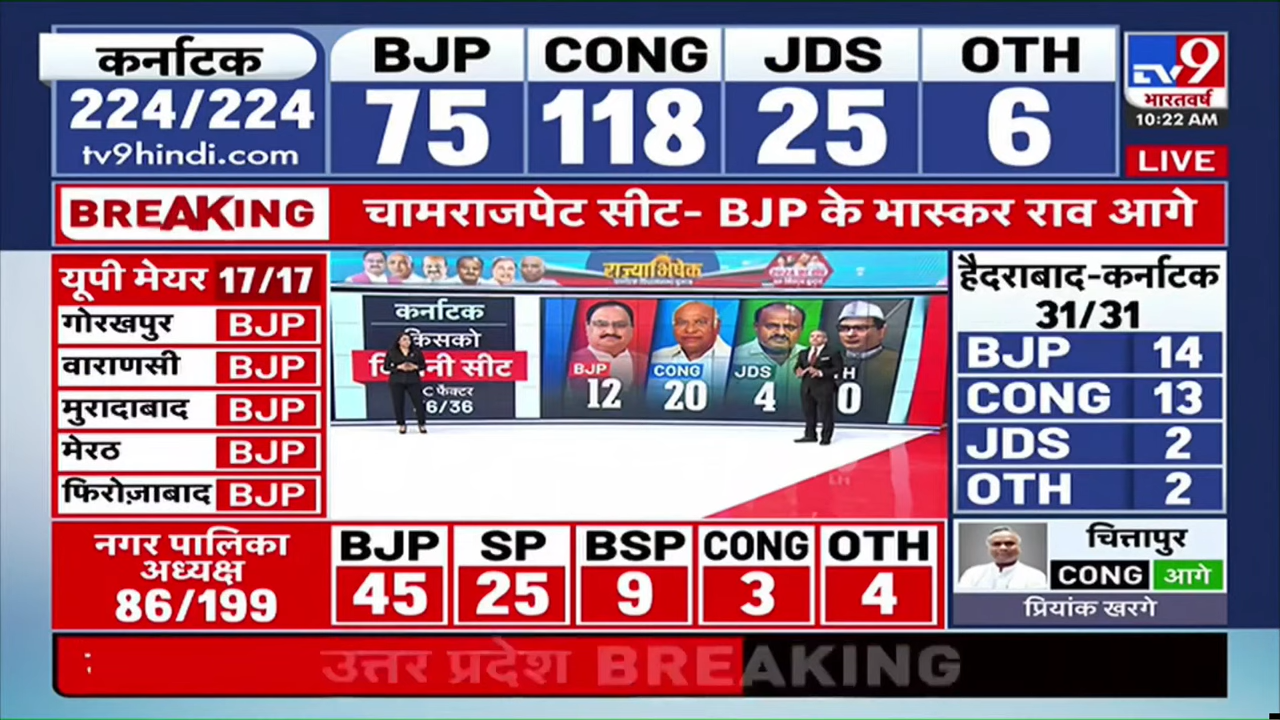 कर्नाटक
224/224
tv9hindi.com
BJP
75
CONG
118
JDS
25
OTH
6
TV9
भारतवर्ष
10:22 AM
LIVE
BREAKING
चामराजपेट सीट- BJP के भास्कर राव आगे
यूपी मेयर 17/17
गोरखपुर BJP
वाराणसी BJP
मुरादाबाद BJP
मेरठ BJP
फिरोज़ाबाद BJP
राज्याभिषेक
कर्नाटक
किसको
सीट
फैक्टर
6/36
BJP
12
CONG
20
JDS
4
H
0
हैदराबाद-कर्नाटक
31/31
BJP 14
CONG 13
JDS 2
OTH 2
नगर पालिका
अध्यक्ष
86/199
BJP
45
SP
25
BSP
9
CONG
3
OTH
4
चित्तापुर
CONG आगे
प्रियांक खरगे
उत्तर प्रदेश BREAKING